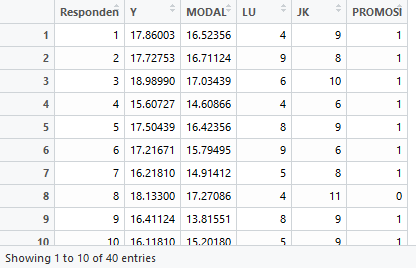 Responden Y MODAL LU JK PROMOSI
1 1 17.86003 16.52356 4 9 1
2 2 17.72753 16.71124 9 8 1
3 3 18.98990 17.03439 6 10 1
4 4 15.60727 14.60866 4 6 1
5 5 17.50439 16.42356 8 9 1
6 6 17.21671 15.79495 9 6 1
7 7 16.21810 14.91412 5 8 1
8 8 18.13300 17.27086 4 11 0
9 9 16.41124 13.81551 8 9 1
10 10 16.11810 15.20180 5 9 1
Showing 1 to 10 of 40 entries